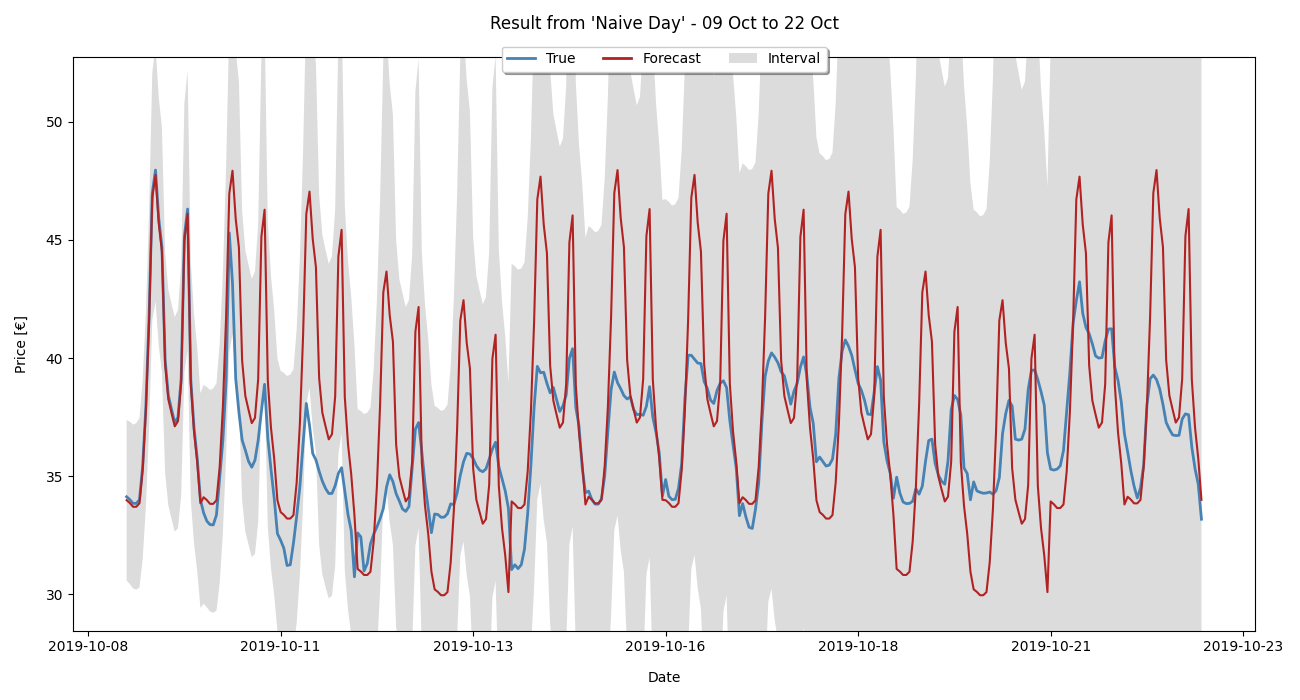 Result from 'Naive Day' - 09 Oct to 22 Oct
True
Forecast
Interval
Price [€]
50
45
40
35
30
2019-10-08
2019-10-11
2019-10-13
2019-10-16
2019-10-18
2019-10-21
2019-10-23
Date